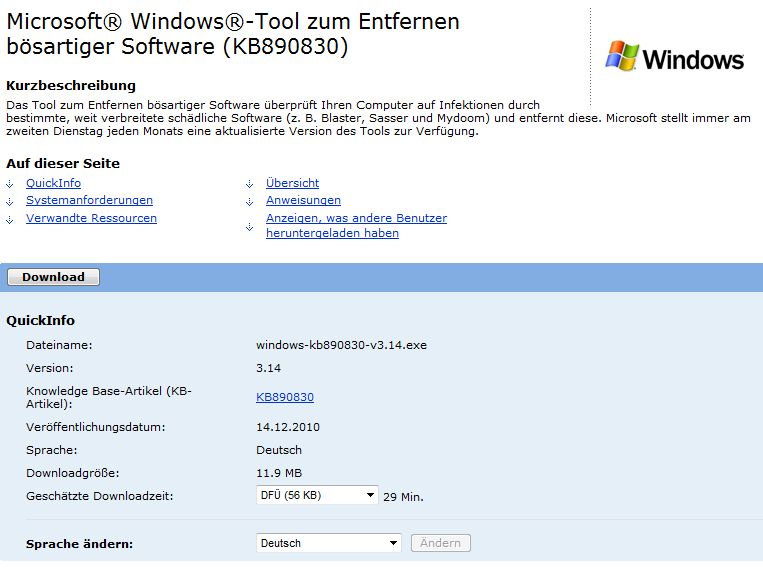 Microsoft® Windows®-Tool zum Entfernen
bösartiger Software (KB890830)
Windows
Kurzbeschreibung
Das Tool zum Entfernen bösartiger Software überprüft Ihren Computer auf Infektionen durch
bestimmte, weit verbreitete schädliche Software (z. B. Blaster, Sasser und Mydoom) und entfernt diese. Microsoft stellt immer am
zweiten Dienstag jeden Monats eine aktualisierte Version des Tools zur Verfügung.
Auf dieser Seite
QuickInfo Übersicht
Systemanforderungen Anweisungen
Verwandte Ressourcen Anzeigen, was andere Benutzer
heruntergeladen haben
Download
QuickInfo
Dateiname: windows-kb890830-v3.14.exe
Version: 3.14
Knowledge Base-Artikel (KB-
Artikel): KB890830
Veröffentlichungsdatum: 14.12.2010
Sprache: Deutsch
Downloadgröße: 11.9 MB
Geschätzte Downloadzeit: DFÜ (56 KB) 29 Min.
Sprache ändern: Deutsch Ändern